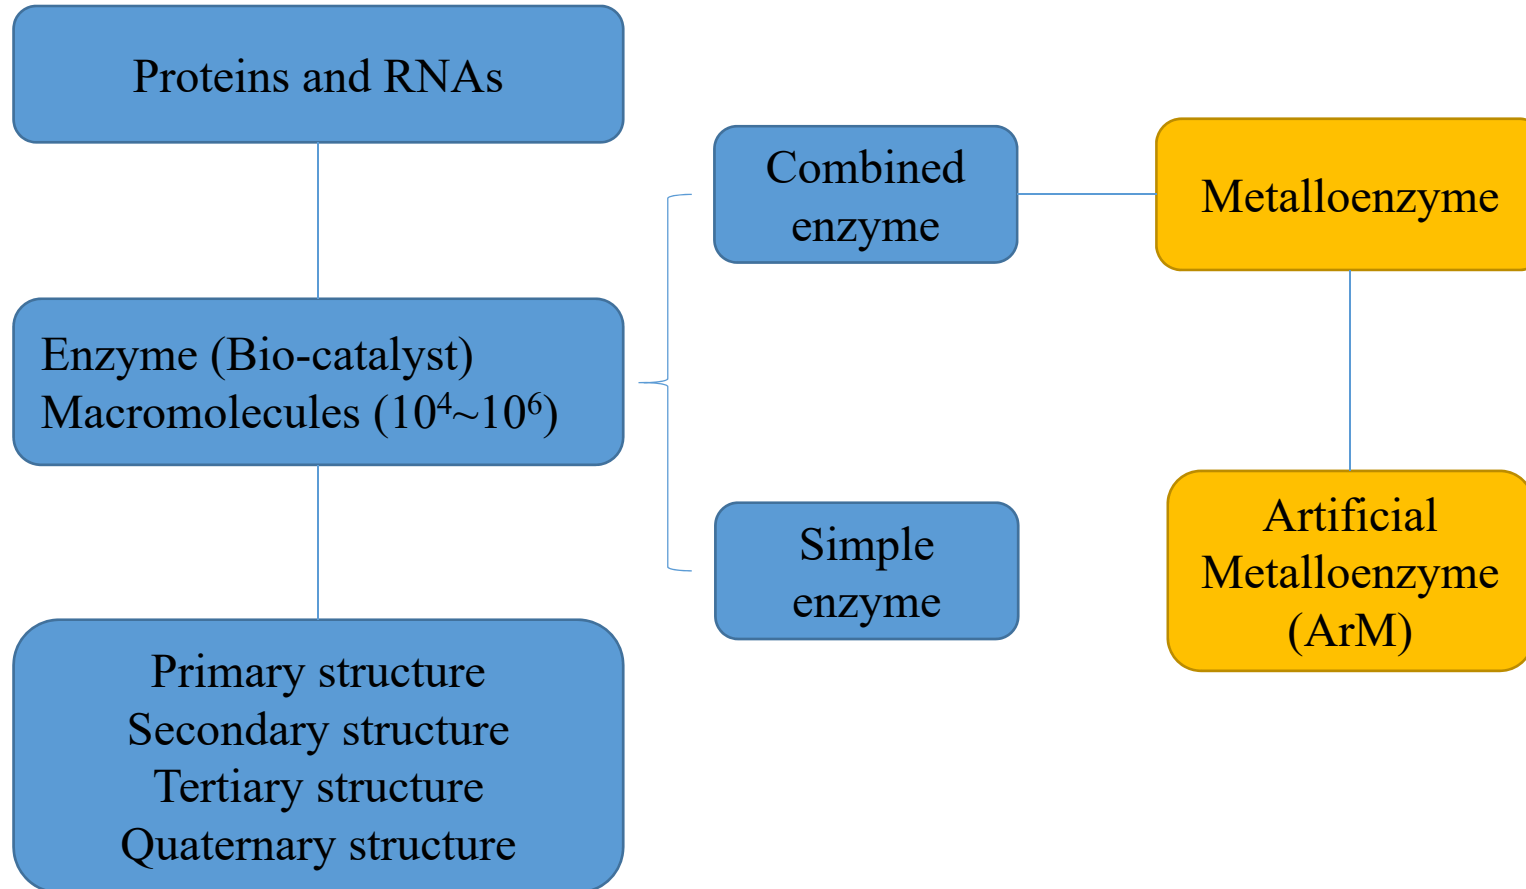 Proteins and RNAs
Enzyme (Bio-catalyst)
Macromolecules (10⁴~10⁶)
Primary structure
Secondary structure
Tertiary structure
Quaternary structure
Combined
enzyme
Simple
enzyme
Metalloenzyme
Artificial
Metalloenzyme
(ArM)